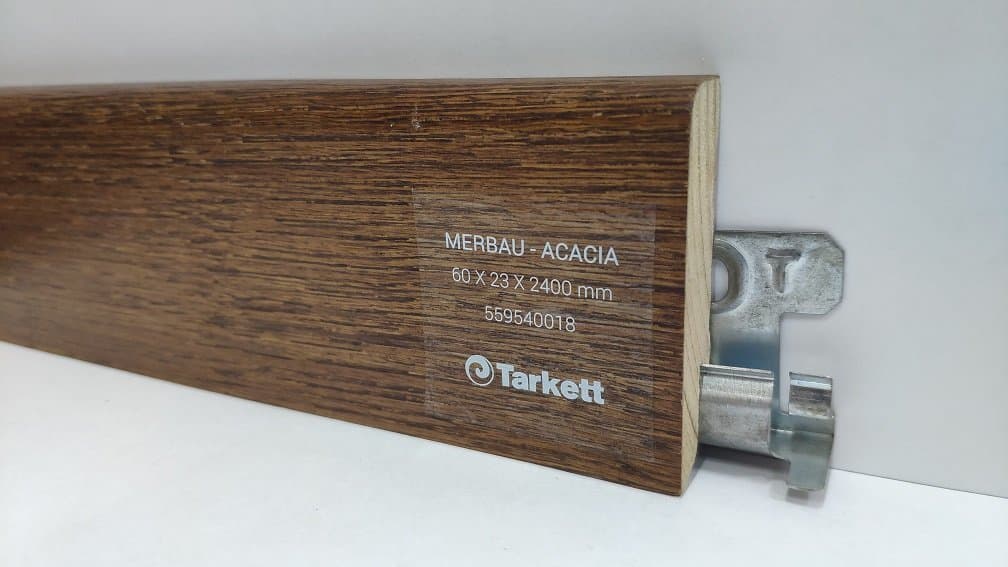 MERBAU - ACACIA
60 X 23 X 2400 mm
559540018
Tarkett